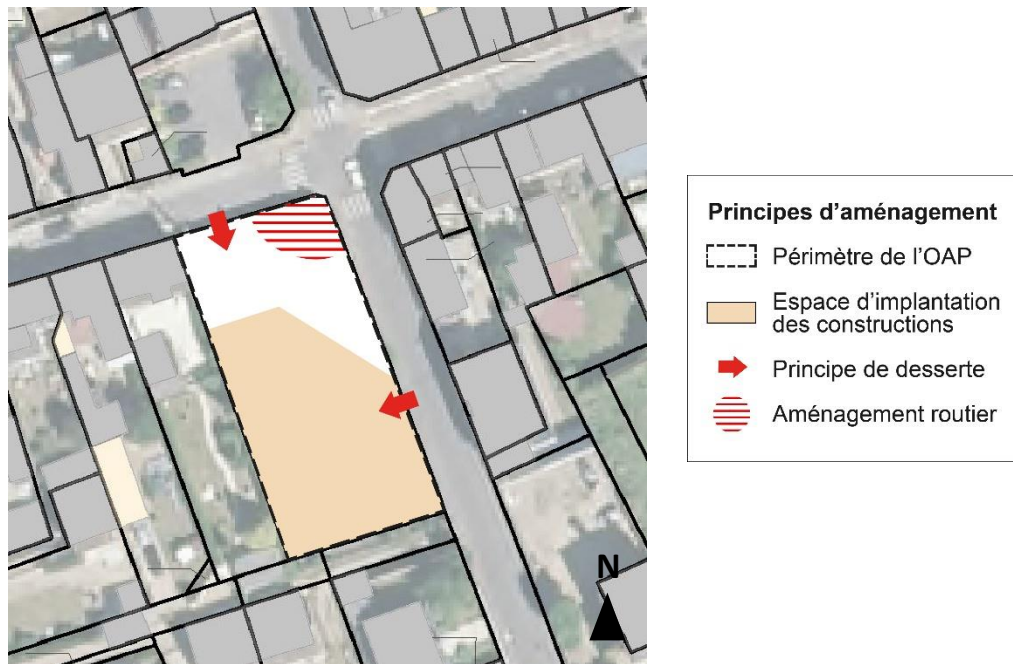 N
Principes d'aménagement
Périmètre de l'OAP
Espace d'implantation
des constructions
Principe de desserte
Aménagement routier